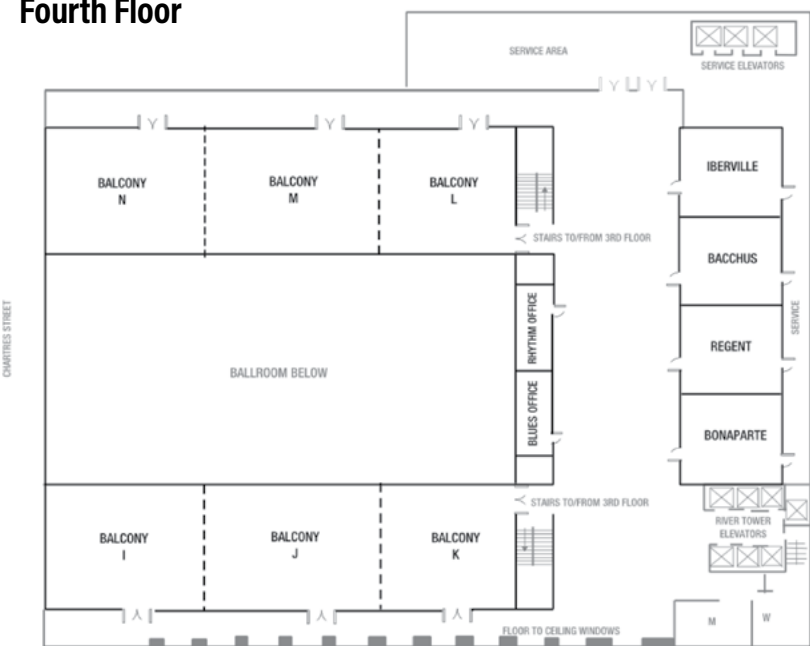 Fourth Floor
SERVICE AREA
SERVICE ELEVATORS
BALCONY
N
BALCONY
M
BALCONY
L
IBERVILLE
STAIRS TO/FROM 3RD FLOOR
BACCHUS
CHARTRES STREET
BALLROOM BELOW
RHYTHM OFFICE
REGENT
SERVICE
BLUES OFFICE
BONAPARTE
STAIRS TO/FROM 3RD FLOOR
RIVER TOWER
ELEVATORS
BALCONY
I
BALCONY
J
BALCONY
K
FLOOR TO CEILING WINDOWS
M
W